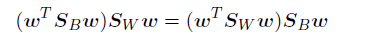 (w^T S_B w) S_W w = (w^T S_W w) S_B w